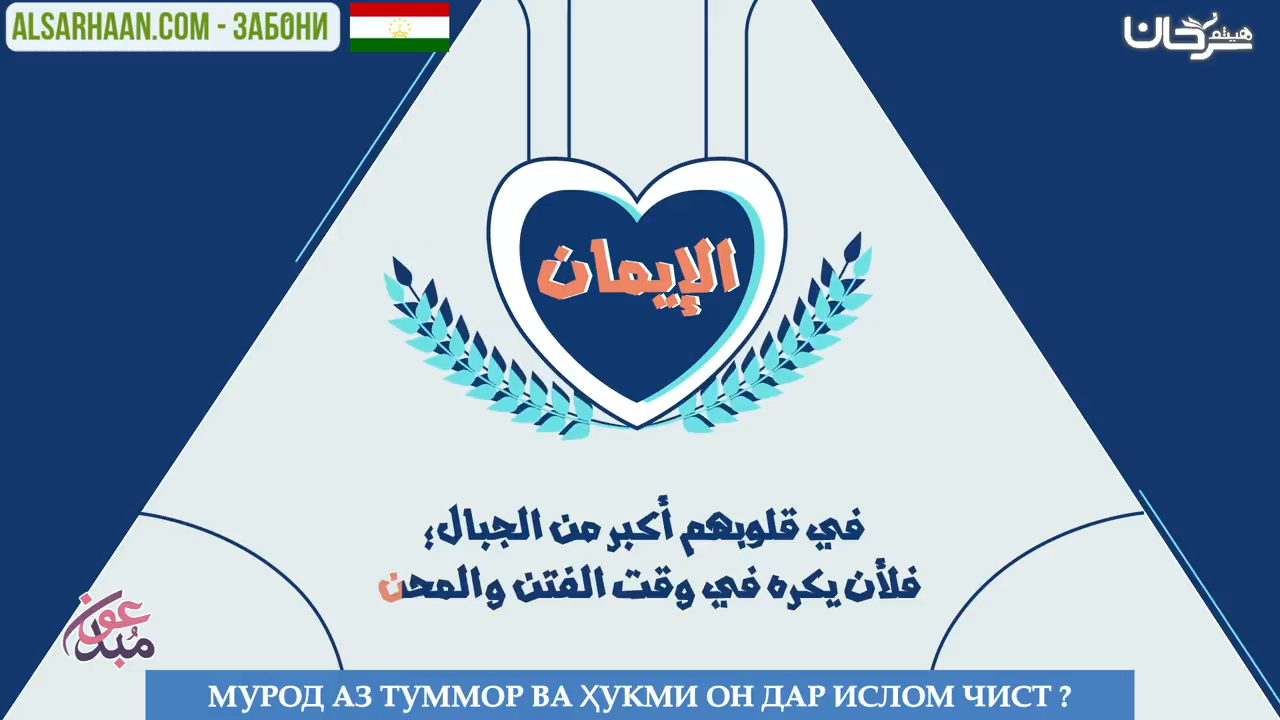 ALSARHAAN.COM - ЗАБОНИ
هيثم سرحان
الإيمان
في قلوبهم أكبر من الجبال؛
فلأن يكره في وقت الفتن والمحن
مُبدعون
МУРОД АЗ ТУММОР ВА ҲУКМИ ОН ДАР ИСЛОМ ЧИСТ ?